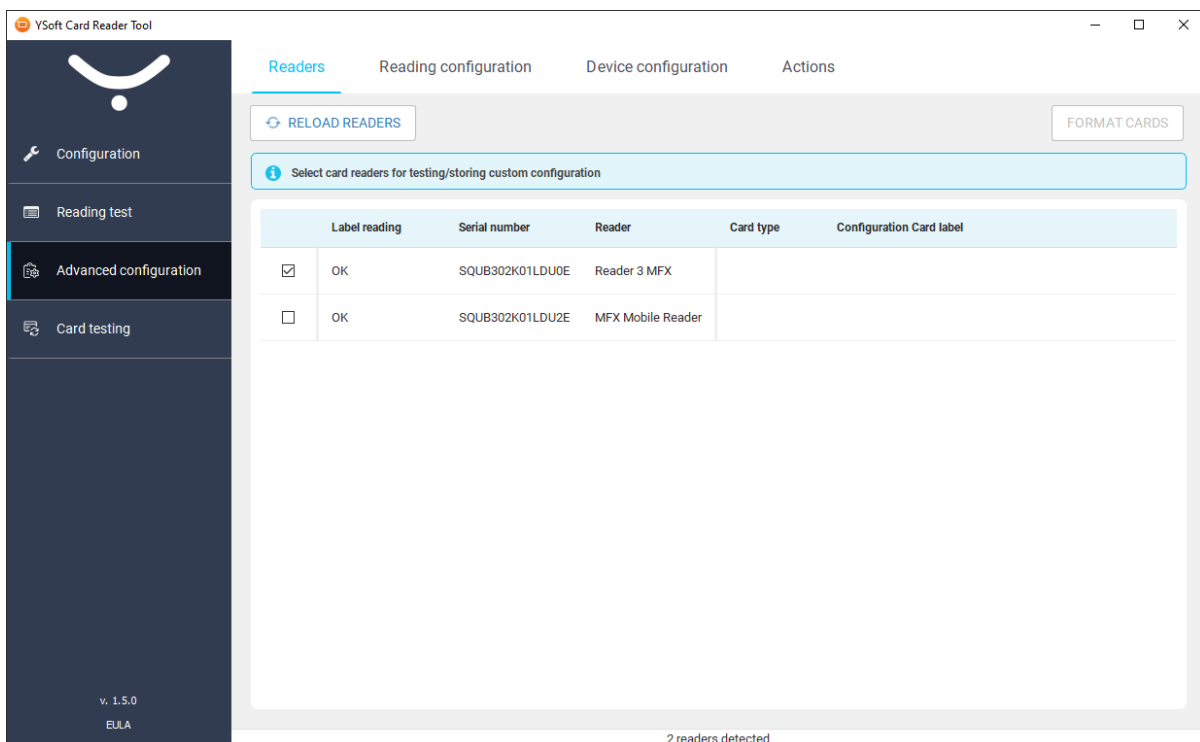 YSoft Card Reader Tool
Readers Reading configuration Device configuration Actions
RELOAD READERS FORMAT CARDS
Configuration
Select card readers for testing/storing custom configuration
Reading test
Label reading Serial number Reader Card type Configuration Card label
Advanced configuration
OK SQUB302K01LDU0E Reader 3 MFX
OK SQUB302K01LDU2E MFX Mobile Reader
Card testing
v. 1.5.0
EULA
2 readers detected